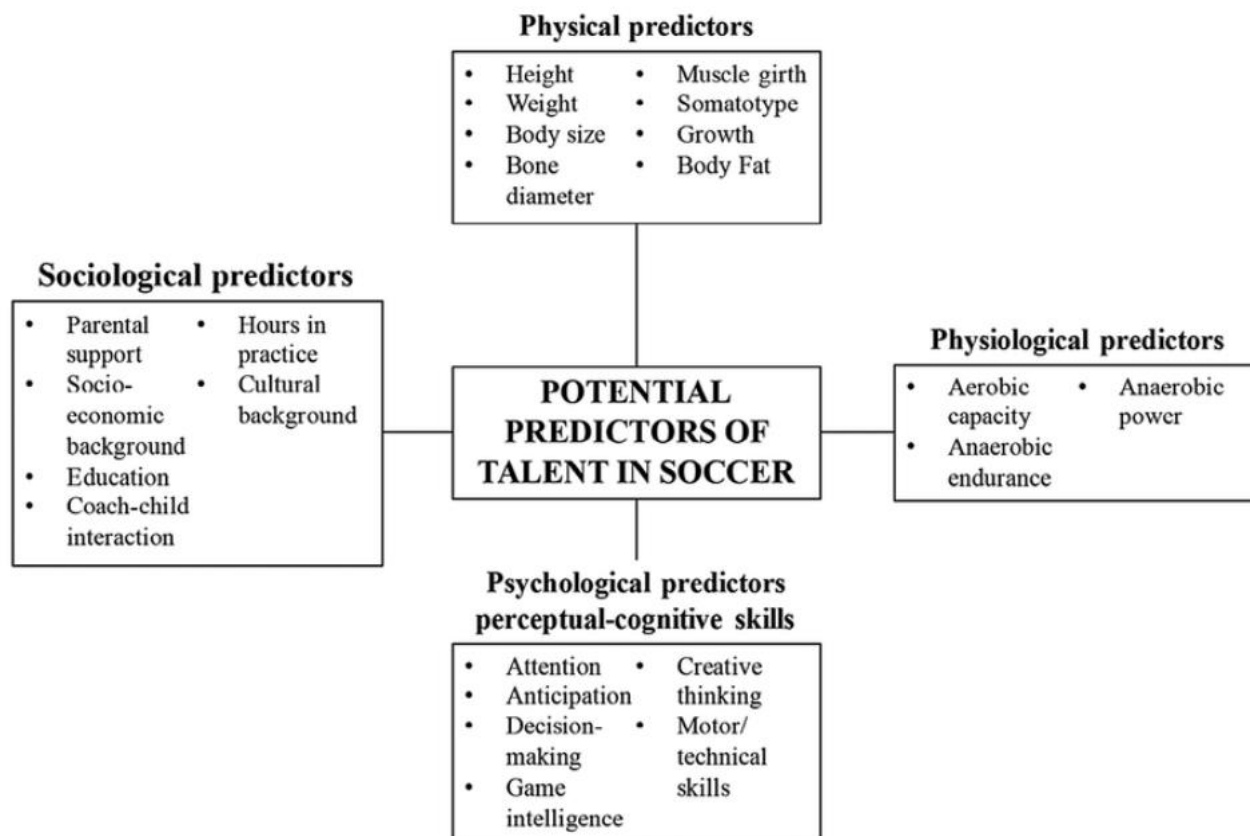 Physical predictors
• Height
• Weight
• Body size
• Bone
diameter
• Muscle girth
• Somatotype
• Growth
• Body Fat
Sociological predictors
• Parental
support
• Socio-
economic
background
• Education
• Coach-child
interaction
• Hours in
practice
• Cultural
background
POTENTIAL
PREDICTORS OF
TALENT IN SOCCER
Physiological predictors
• Aerobic
capacity
• Anaerobic
endurance
• Anaerobic
power
Psychological predictors
perceptual-cognitive skills
• Attention
• Anticipation
• Decision-
making
• Game
intelligence
• Creative
thinking
• Motor/
technical
skills